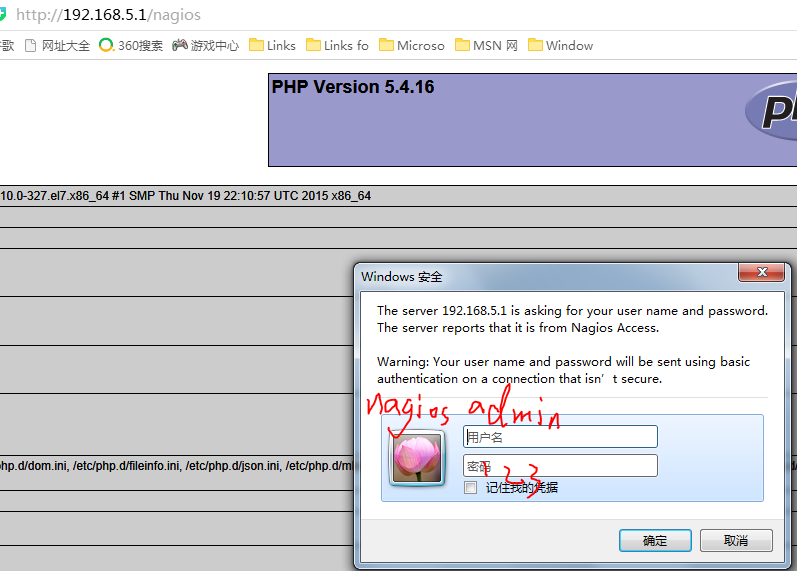 http://192.168.5.1/nagios
歌 网址大全 360搜索 游戏中心 Links Links fo Microso MSN 网 Window
PHP Version 5.4.16
10.0-327.el7.x86_64 #1 SMP Thu Nov 19 22:10:57 UTC 2015 x86_64
Windows 安全
The server 192.168.5.1 is asking for your user name and password.
The server reports that it is from Nagios Access.
Warning: Your user name and password will be sent using basic
authentication on a connection that isn't secure.
nagios admin
用户名
密码
123
记住我的凭据
php.d/dom.ini, /etc/php.d/fileinfo.ini, /etc/php.d/json.ini, /etc/php.d/m
确定 取消